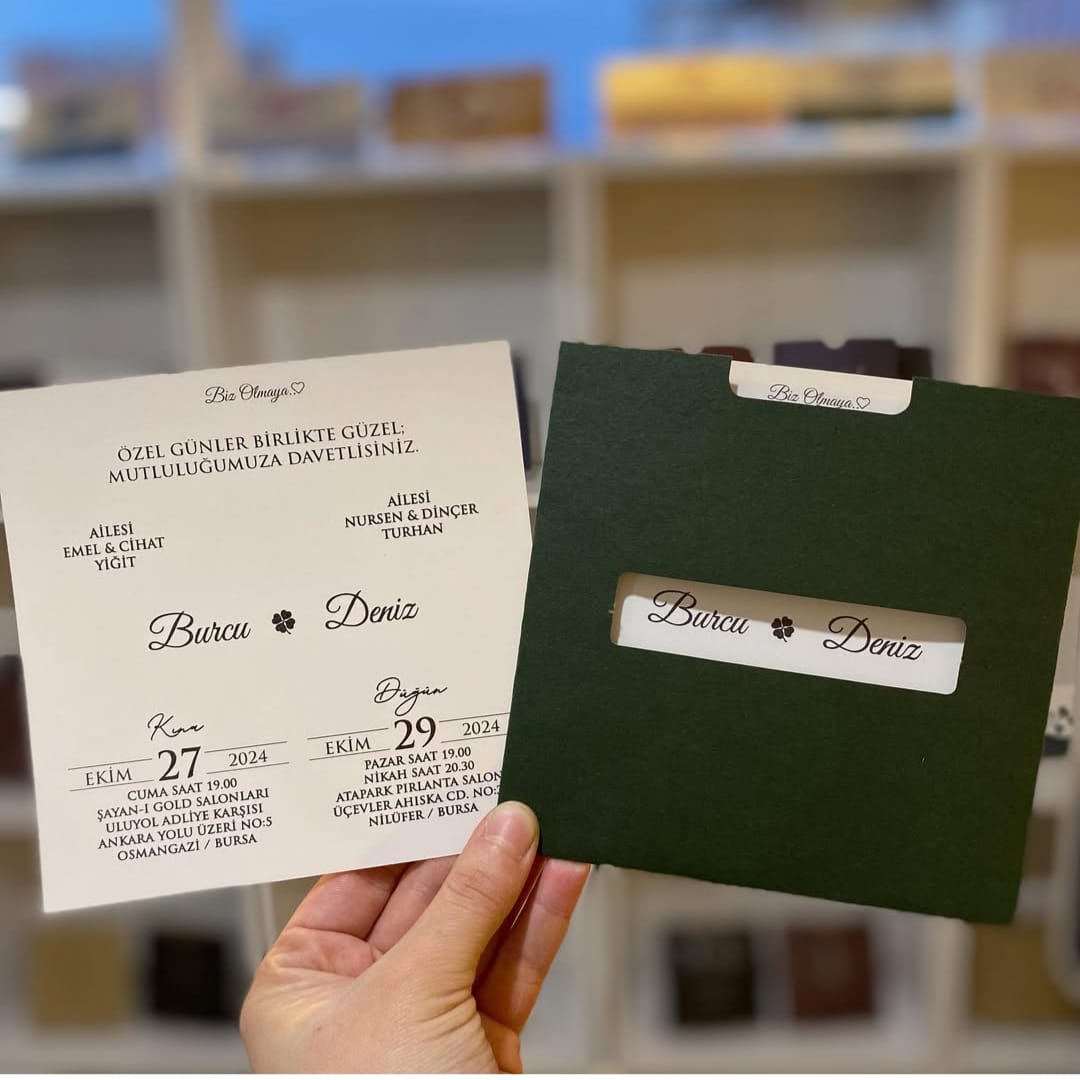 Biz Olmaya..♡
ÖZEL GÜNLER BİRLİKTE GÜZEL;
MUTLULUĞUMUZA DAVETLİSİNİZ.
AİLESİ
EMEL & CİHAT
YİĞİT
AİLESİ
NURSEN & DİNÇER
TURHAN
Burcu Deniz
Kına
EKİM 27 2024
CUMA SAAT 19.00
ŞAYAN-I GOLD SALONLARI
ULUYOL ADLİYE KARŞISI
ANKARA YOLU ÜZERİ NO:5
OSMANGAZİ / BURSA
Düğün
EKİM 29 2024
PAZAR SAAT 19.00
NİKAH SAAT 20.30
ATAPARK PIRLANTA SALON
ÜÇEVLER AHISKA CD. NO:
NİLÜFER / BURSA
Biz Olmaya..♡
Burcu Deniz